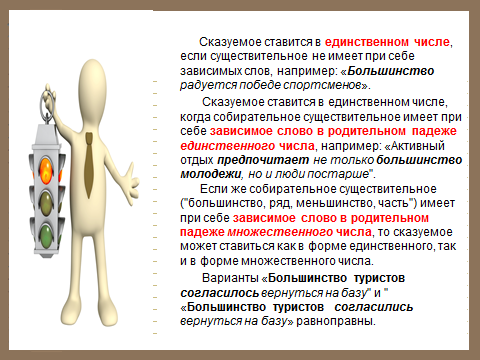 Сказуемое ставится в единственном числе,
если существительное не имеет при себе
зависимых слов, например: «Большинство
радуется победе спортсменов».
Сказуемое ставится в единственном числе,
когда собирательное существительное имеет при
себе зависимое слово в родительном падеже
единственного числа, например: «Активный
отдых предпочитает не только большинство
молодежи, но и люди постарше".
Если же собирательное существительное
("большинство, ряд, меньшинство, часть") имеет
при себе зависимое слово в родительном
падеже множественного числа, то сказуемое
может ставиться как в форме единственного, так
и в форме множественного числа.
Варианты «Большинство туристов
согласилось вернуться на базу" и "
«Большинство туристов согласились
вернуться на базу» равноправны.